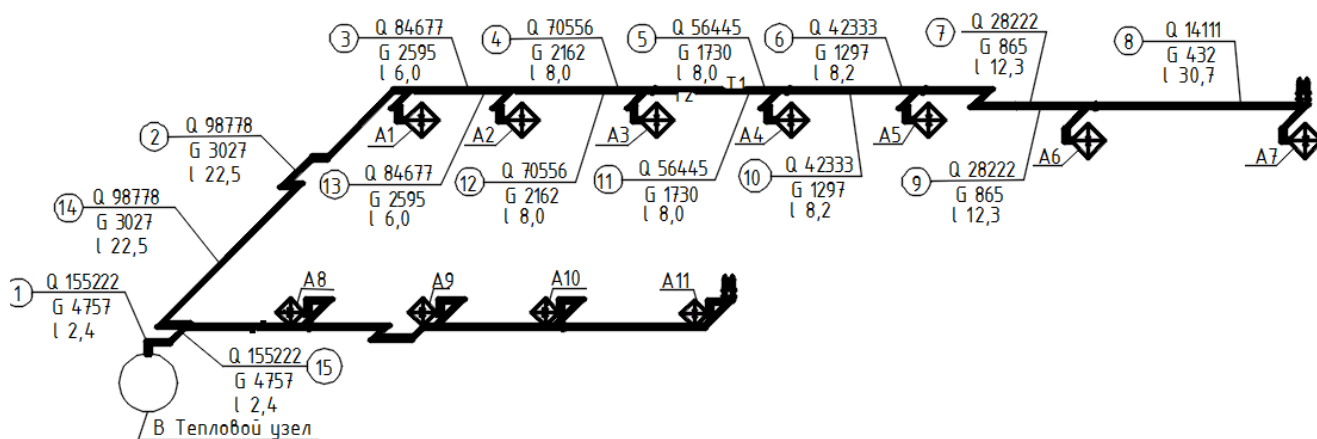 3
Q 84677
G 2595
l 6,0
4
Q 70556
G 2162
l 8,0
5
Q 56445
G 1730
l 8,0
6
Q 42333
G 1297
l 8,2
7
Q 28222
G 865
l 12,3
8
Q 14111
G 432
l 30,7
T1
T2
A1
A2
A3
A4
A5
A6
A7
2
Q 98778
G 3027
l 22,5
13
Q 84677
G 2595
l 6,0
12
Q 70556
G 2162
l 8,0
11
Q 56445
G 1730
l 8,0
10
Q 42333
G 1297
l 8,2
9
Q 28222
G 865
l 12,3
14
Q 98778
G 3027
l 22,5
1
Q 155222
G 4757
l 2,4
A8
A9
A10
A11
Q 155222
15
G 4757
l 2,4
В Тепловой узел